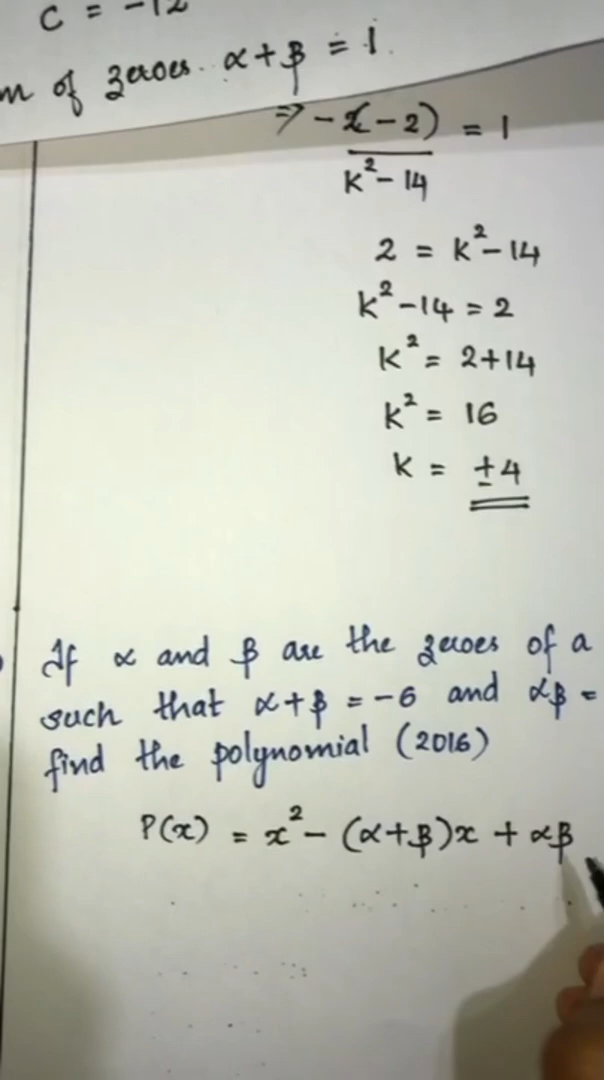 C = -12
of zeroes. α+β = 1.
⇒ -(-2) / k²-14 = 1
2 = k²-14
k²-14 = 2
k² = 2+14
k² = 16
k = ±4
If α and β are the zeroes of a
such that α+β = -6 and αβ =
find the polynomial (2016)
P(x) = x² - (α+β)x + αβ